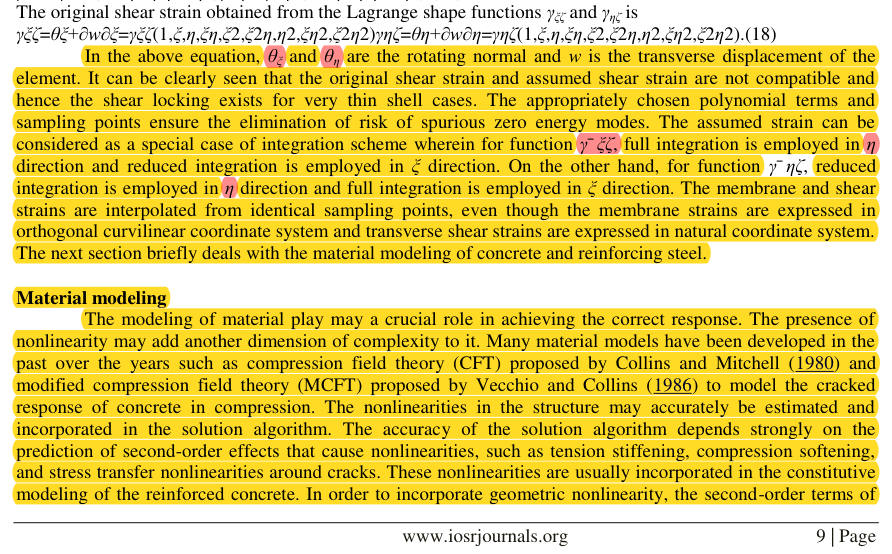 The original shear strain obtained from the Lagrange shape functions γξζ and γηζ is
γξζ=θξ+∂w∂ξ=γξζ(1,ξ,η,ξη,ξ2,ξ2η,η2,ξη2,ξ2η2)γηζ=θη+∂w∂η=γηζ(1,ξ,η,ξη,ξ2,ξ2η,η2,ξη2,ξ2η2).(18)
In the above equation, θξ and θη are the rotating normal and w is the transverse displacement of the
element. It can be clearly seen that the original shear strain and assumed shear strain are not compatible and
hence the shear locking exists for very thin shell cases. The appropriately chosen polynomial terms and
sampling points ensure the elimination of risk of spurious zero energy modes. The assumed strain can be
considered as a special case of integration scheme wherein for function γ¯ξζ, full integration is employed in η
direction and reduced integration is employed in ξ direction. On the other hand, for function γ¯ηζ, reduced
integration is employed in η direction and full integration is employed in ξ direction. The membrane and shear
strains are interpolated from identical sampling points, even though the membrane strains are expressed in
orthogonal curvilinear coordinate system and transverse shear strains are expressed in natural coordinate system.
The next section briefly deals with the material modeling of concrete and reinforcing steel.
Material modeling
The modeling of material play may a crucial role in achieving the correct response. The presence of
nonlinearity may add another dimension of complexity to it. Many material models have been developed in the
past over the years such as compression field theory (CFT) proposed by Collins and Mitchell (1980) and
modified compression field theory (MCFT) proposed by Vecchio and Collins (1986) to model the cracked
response of concrete in compression. The nonlinearities in the structure may accurately be estimated and
incorporated in the solution algorithm. The accuracy of the solution algorithm depends strongly on the
prediction of second-order effects that cause nonlinearities, such as tension stiffening, compression softening,
and stress transfer nonlinearities around cracks. These nonlinearities are usually incorporated in the constitutive
modeling of the reinforced concrete. In order to incorporate geometric nonlinearity, the second-order terms of
www.iosrjournals.org
9 | Page